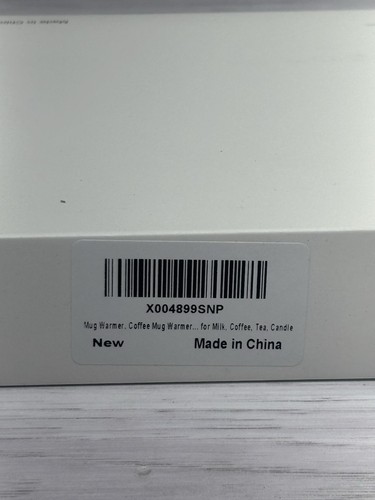 X004899SNP
Mug Warmer, Coffee Mug Warmer... for Milk, Coffee, Tea, Candle
New Made in China